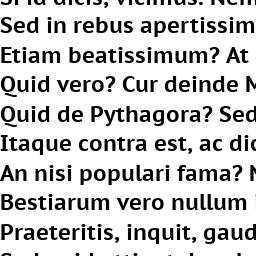 Si id dicis, vicimus. Nem
Sed in rebus apertissim
Etiam beatissimum? At
Quid vero? Cur deinde M
Quid de Pythagora? Sed
Itaque contra est, ac dic
An nisi populari fama? N
Bestiarum vero nullum i
Praeteritis, inquit, gaud